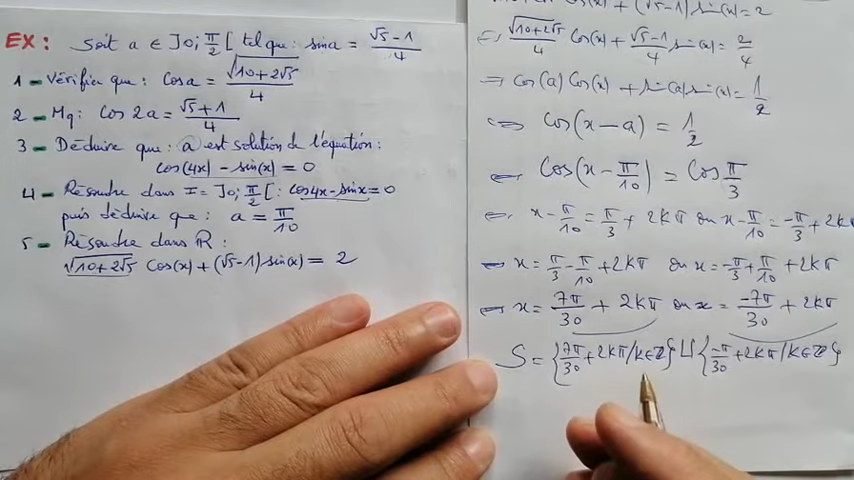 EX: Soit a ∈ ]0; π/2[ tel que: sin a = (√5 - 1)/4
1 - Vérifier que: cos a = √(10+2√5)/4
2 - Mq: cos 2a = (√5+1)/4
3 - Déduire que: a est solution de l'équation:
cos(4x) - sin(x) = 0
4 - Résoudre dans I = ]0; π/2[: cos4x - sinx = 0
puis déduire que: a = π/10
5 - Résoudre dans ℝ:
√(10+2√5) cos(x) + (√5-1) sin(x) = 2
cos(x) + (√5-1) sin(x) = 2
⇔ √(10+2√5)/4 cos(x) + (√5-1)/4 sin(x) = 2/4
⇔ cos(a) cos(x) + sin(a) sin(x) = 1/2
⇔ cos(x - a) = 1/2
⇔ cos(x - π/10) = cos π/3
⇔ x - π/10 = π/3 + 2kπ ou x - π/10 = -π/3 + 2kπ
⇔ x = π/3 - π/10 + 2kπ ou x = -π/3 + π/10 + 2kπ
⇔ x = 7π/30 + 2kπ ou x = -7π/30 + 2kπ
S = {7π/30 + 2kπ / k∈ℤ} ⊔ {-π/30 + 2kπ / k∈ℤ}